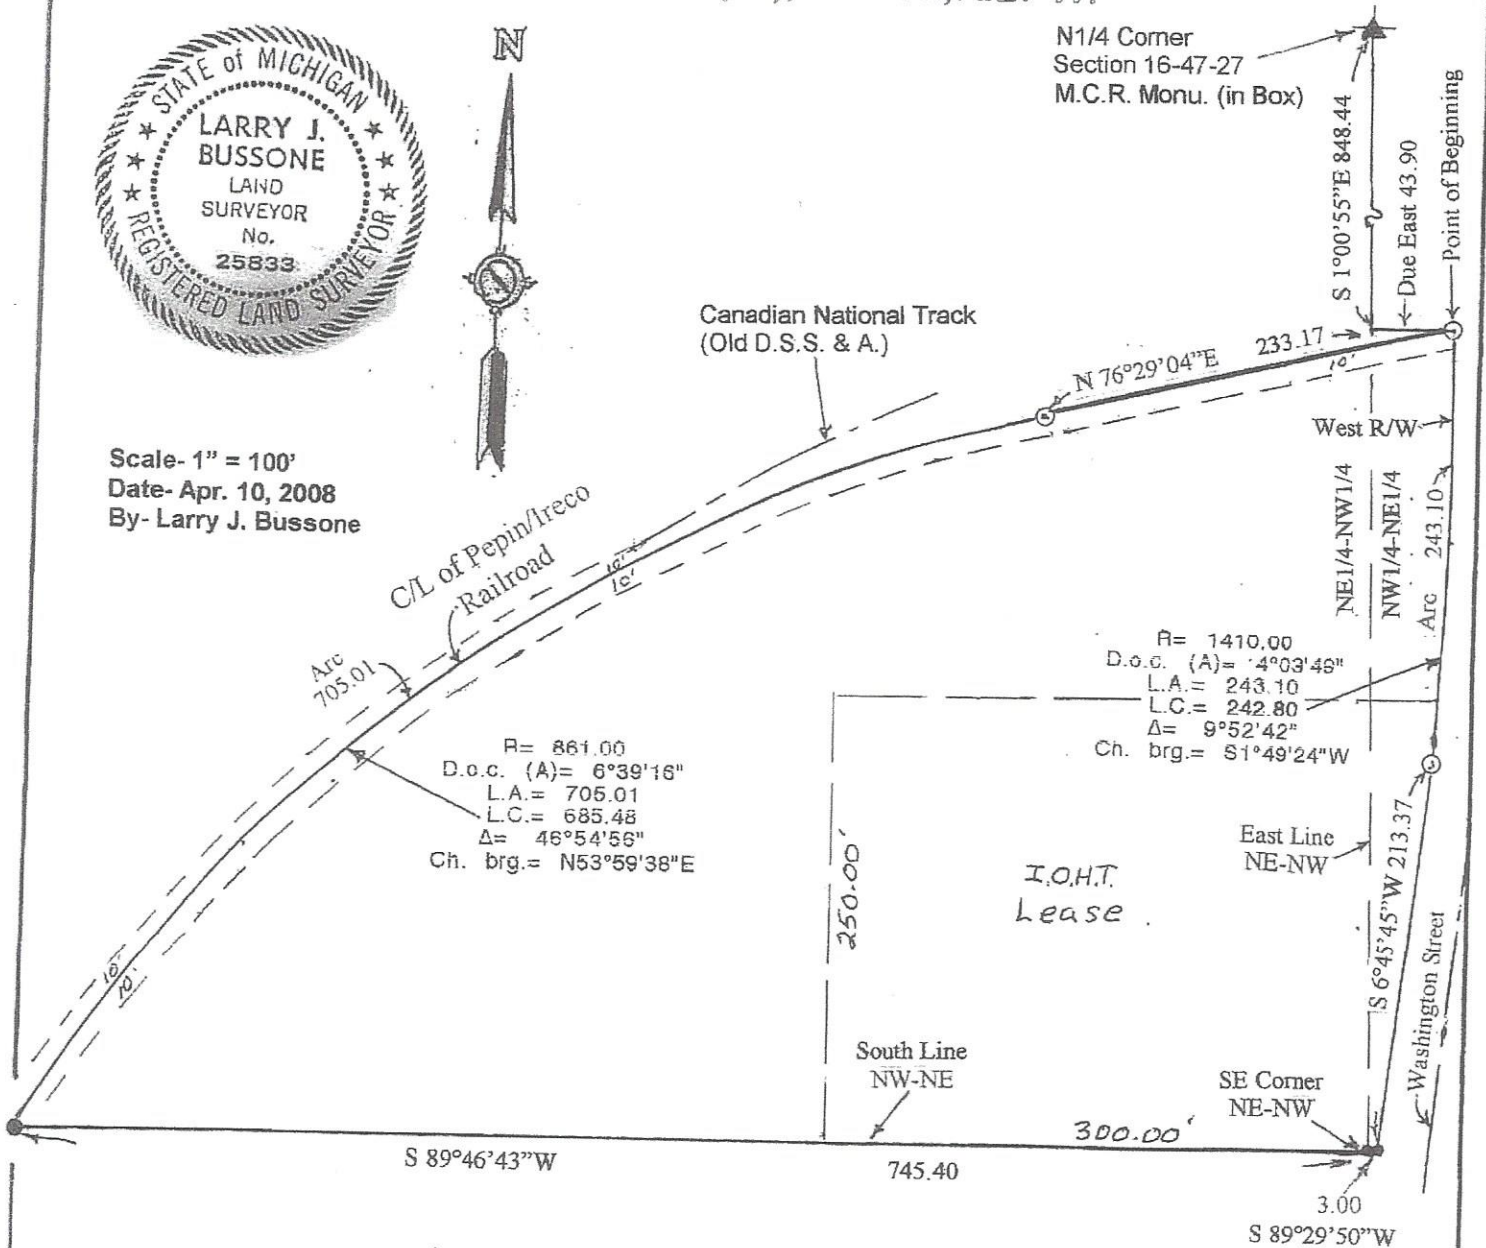 N1/4 Corner
Section 16-47-27
M.C.R. Monu. (in Box)
STATE of MICHIGAN
LARRY J.
BUSSONE
LAND
SURVEYOR
No.
25833
REGISTERED LAND SURVEYOR
N
S 1°00'55"E 848.44
Due East 43.90
Point of Beginning
Canadian National Track
(Old D.S.S. & A.)
N 76°29'04"E
233.17
10'
West R/W
Scale- 1" = 100'
Date- Apr. 10, 2008
By- Larry J. Bussone
C/L of Pepin/Ireco
Railroad
10'
10'
NE1/4-NW1/4
NW1/4-NE1/4
Arc 243.10
Arc
705.01
R= 1410.00
D.o.c. (A)= 4°03'49"
L.A.= 243.10
L.C.= 242.80
Δ= 9°52'42"
Ch. brg.= S1°49'24"W
R= 861.00
D.o.c. (A)= 6°39'16"
L.A.= 705.01
L.C.= 685.48
Δ= 46°54'56"
Ch. brg.= N53°59'38"E
East Line
NE-NW
I.O.H.T.
Lease
250.00'
S 6°45'45"W 213.37
Washington Street
10'
10'
South Line
NW-NE
SE Corner
NE-NW
300.00'
S 89°46'43"W
745.40
3.00
S 89°29'50"W